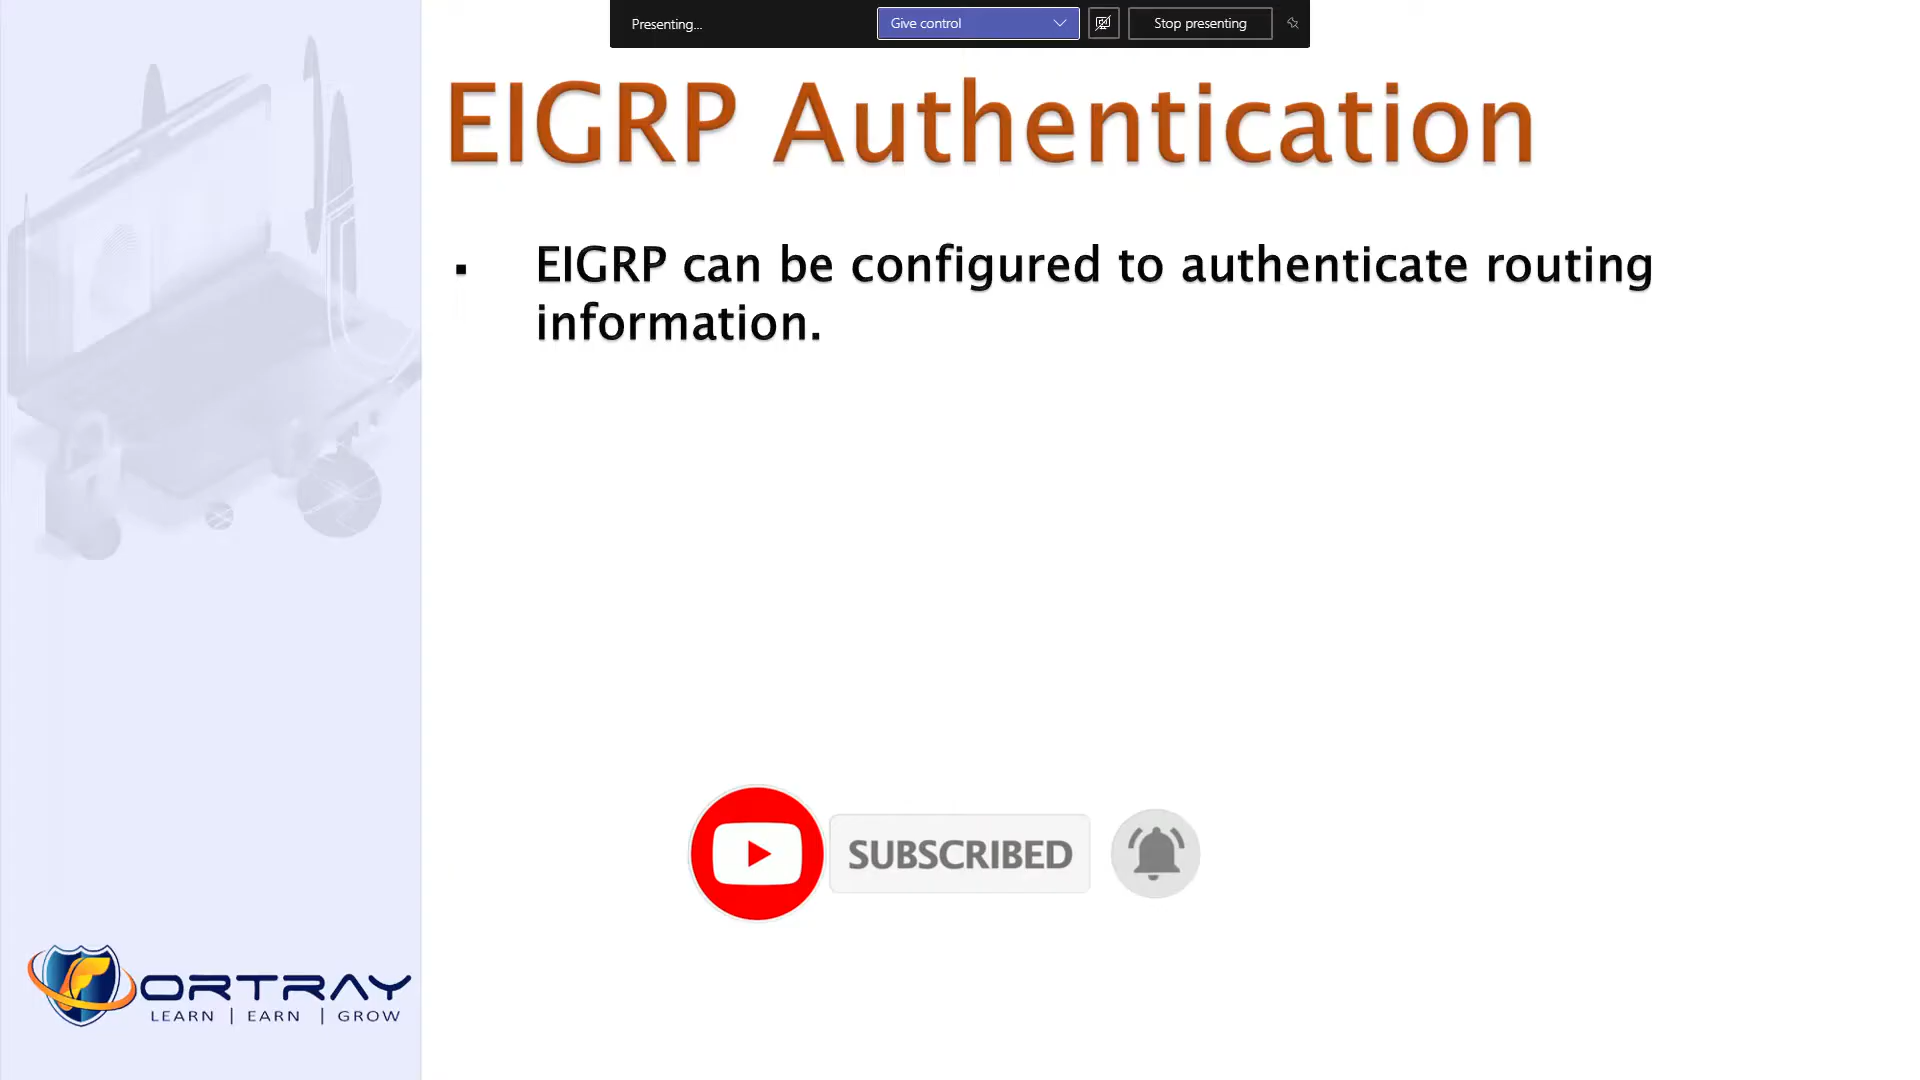 Presenting...
Give control
Stop presenting
EIGRP Authentication
▪ EIGRP can be configured to authenticate routing
information.
SUBSCRIBED
FORTRAY
LEARN | EARN | GROW